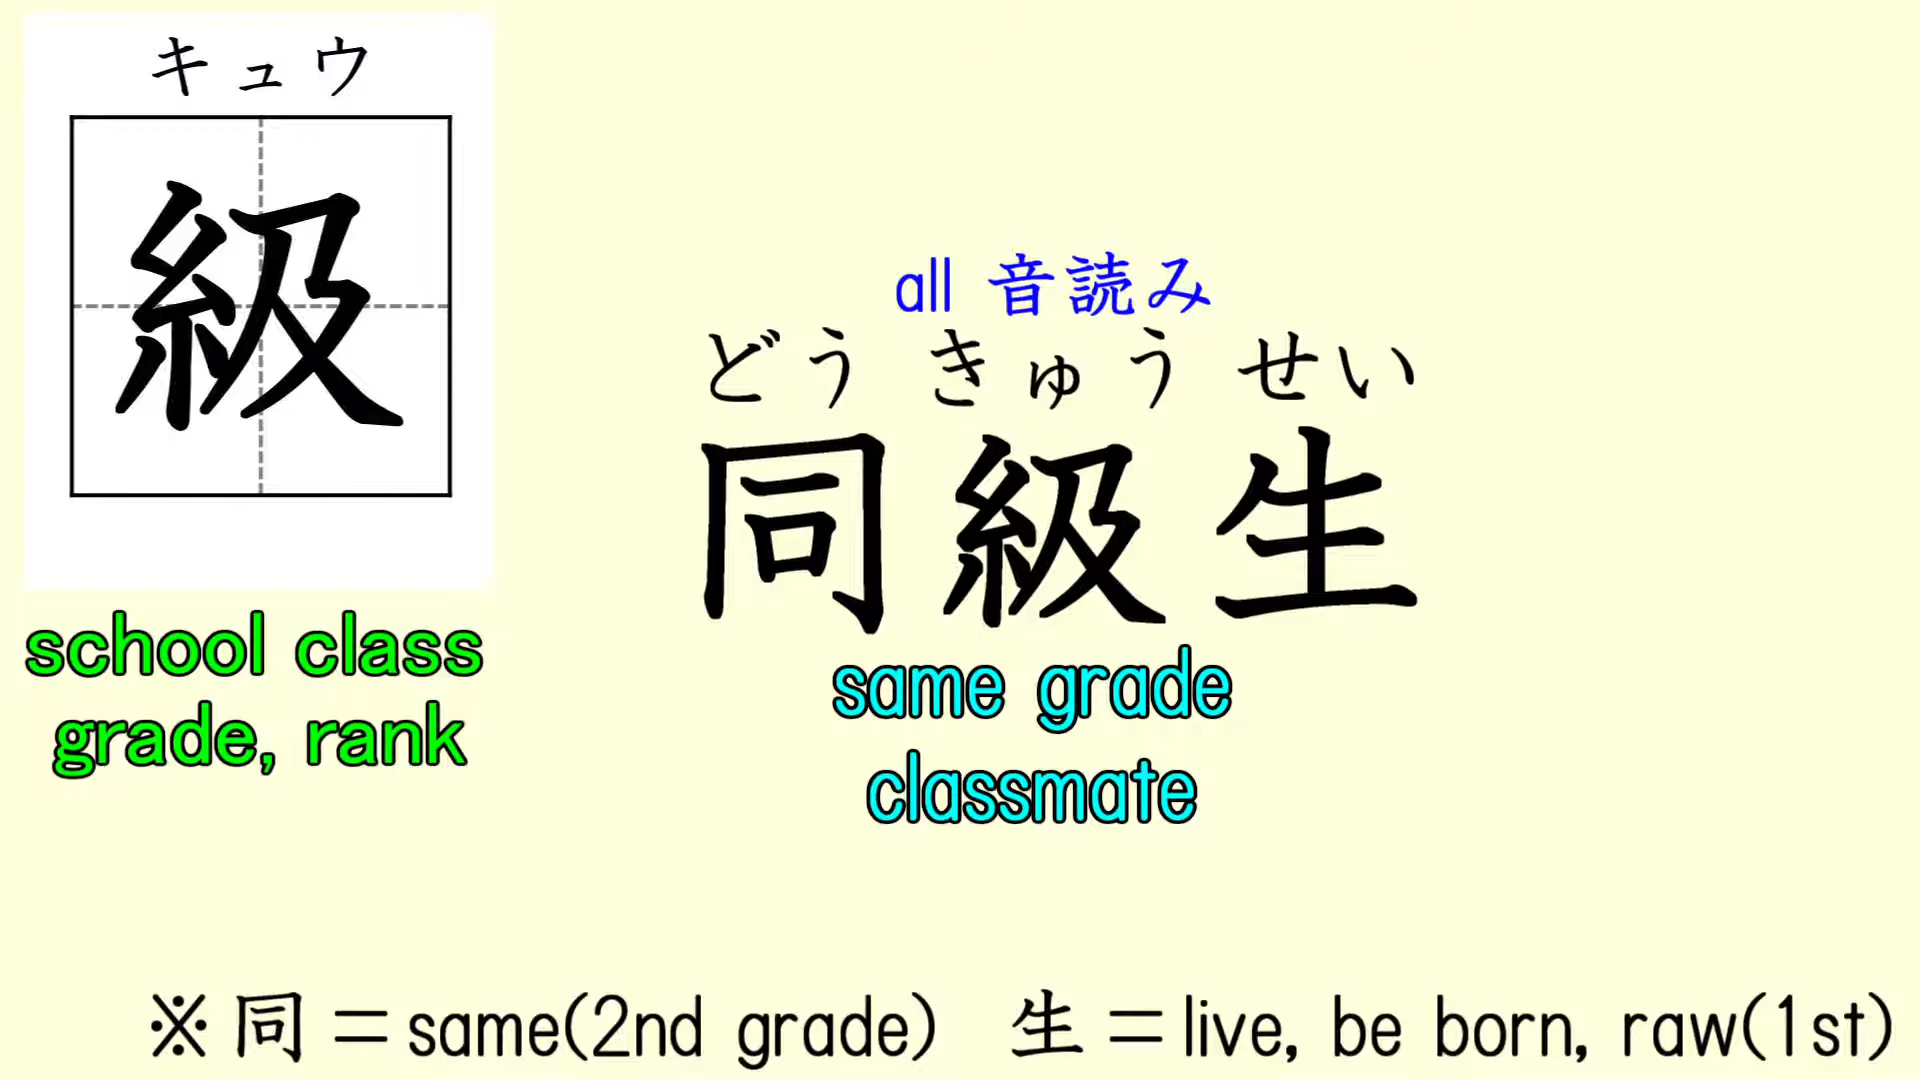 キュウ
級
school class
grade, rank
all 音読み
どう きゅう せい
同級生
same grade
classmate
※同＝same(2nd grade) 生＝live, be born, raw(1st)